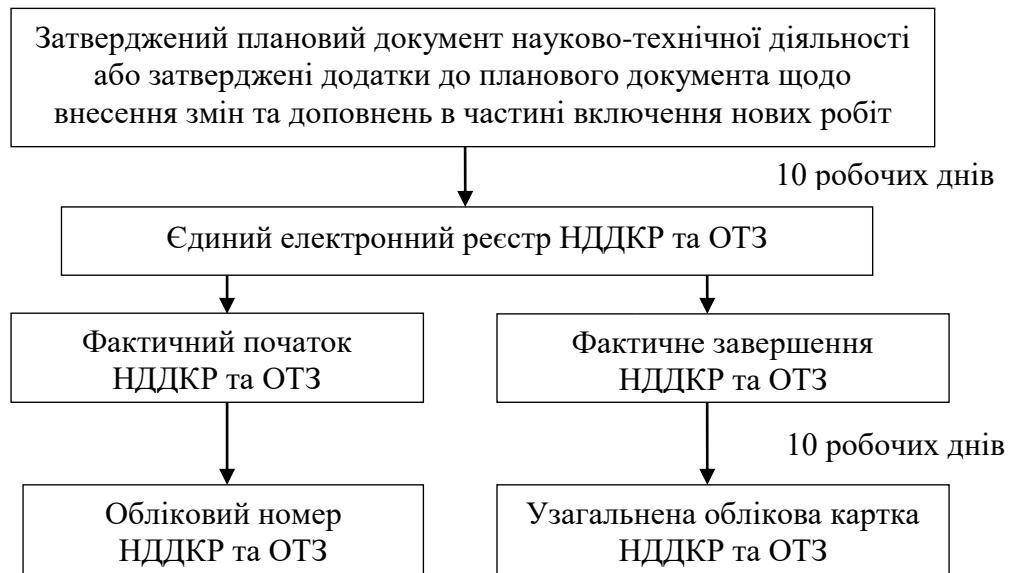 Затверджений плановий документ науково-технічної діяльності
або затверджені додатки до планового документа щодо
внесення змін та доповнень в частині включення нових робіт
10 робочих днів
Єдиний електронний реєстр НДДКР та ОТЗ
Фактичний початок
НДДКР та ОТЗ
Фактичне завершення
НДДКР та ОТЗ
10 робочих днів
Обліковий номер
НДДКР та ОТЗ
Узагальнена облікова картка
НДДКР та ОТЗ